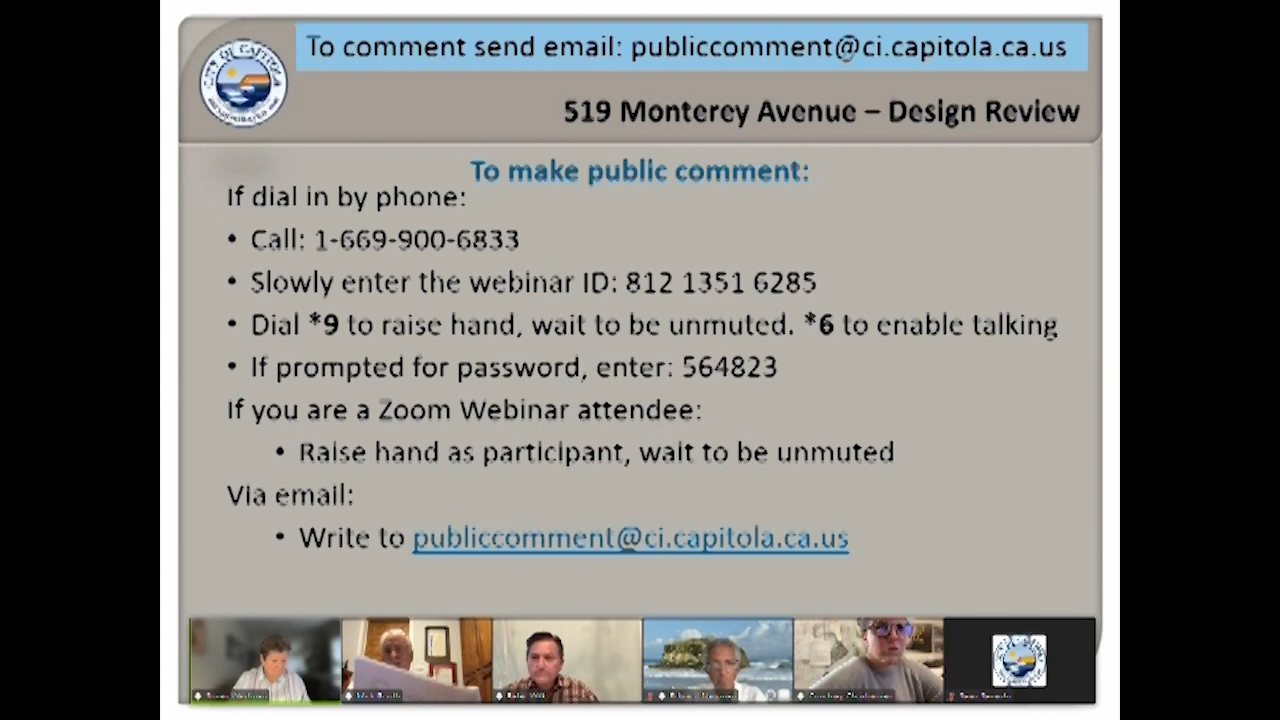 To comment send email: publiccomment@ci.capitola.ca.us
CITY OF CAPITOLA
519 Monterey Avenue – Design Review
To make public comment:
If dial in by phone:
• Call: 1-669-900-6833
• Slowly enter the webinar ID: 812 1351 6285
• Dial *9 to raise hand, wait to be unmuted. *6 to enable talking
• If prompted for password, enter: 564823
If you are a Zoom Webinar attendee:
• Raise hand as participant, wait to be unmuted
Via email:
• Write to publiccomment@ci.capitola.ca.us